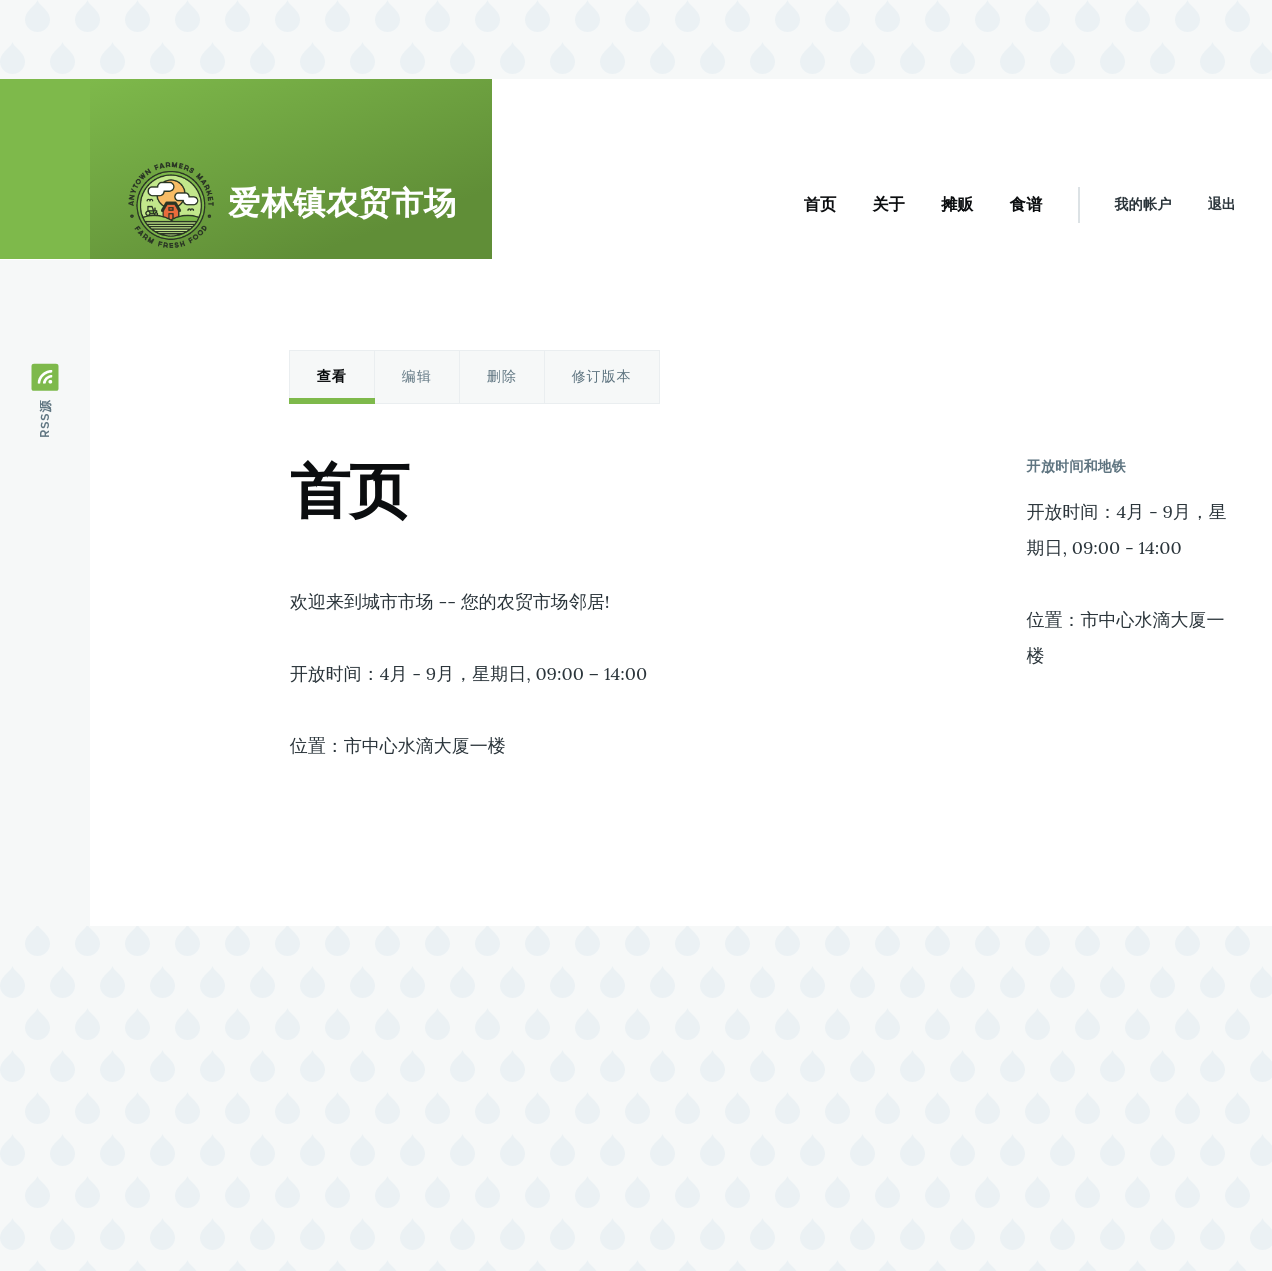 ANYTOWN FARMERS MARKET
FARM FRESH FOOD
爱林镇农贸市场
首页
关于
摊贩
食谱
我的帐户
退出
RSS源
查看
编辑
删除
修订版本
首页
欢迎来到城市市场 -- 您的农贸市场邻居!
开放时间：4月 - 9月，星期日, 09:00 – 14:00
位置：市中心水滴大厦一楼
开放时间和地铁
开放时间：4月 - 9月，星
期日, 09:00 - 14:00
位置：市中心水滴大厦一
楼